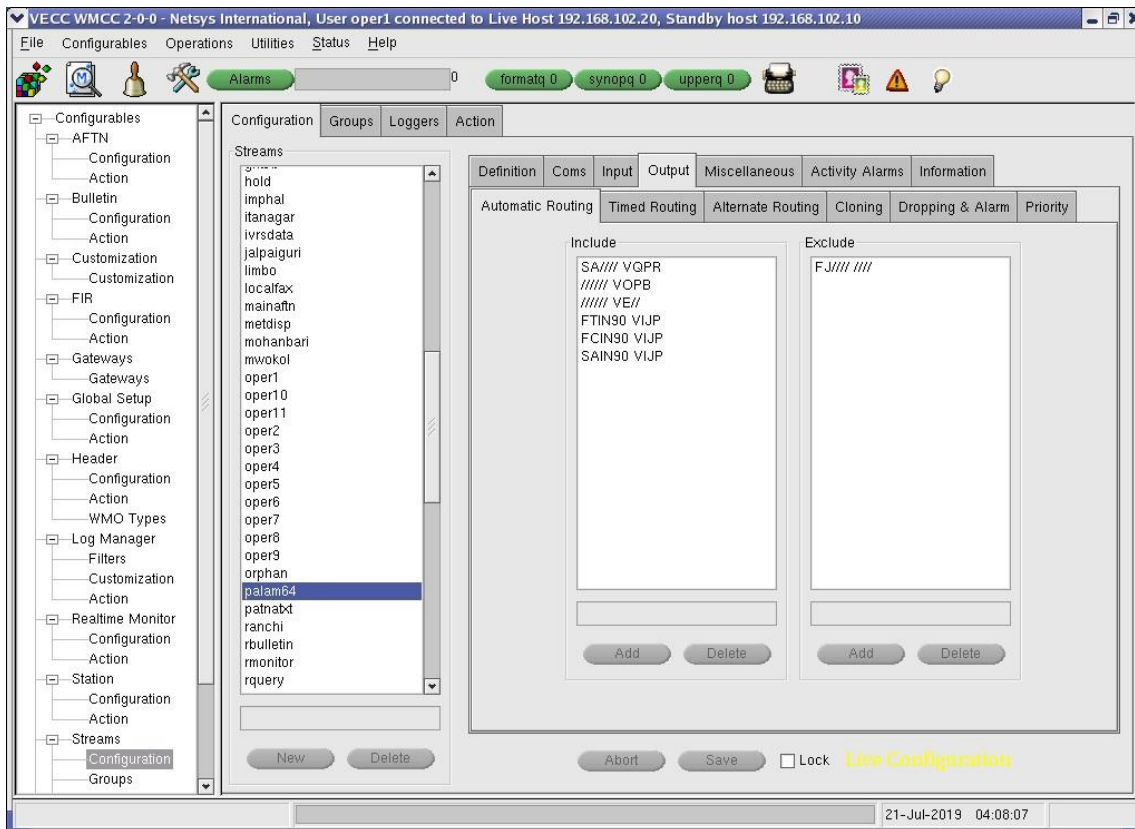 VECC WMCC 2-0-0 - Netsys International, User oper1 connected to Live Host 192.168.102.20, Standby host 192.168.102.10
File Configurables Operations Utilities Status Help
Alarms 0 formatq 0 synopq 0 upperq 0
Configurables
AFTN
Configuration
Action
Bulletin
Configuration
Action
Customization
Customization
FIR
Configuration
Action
Gateways
Gateways
Global Setup
Configuration
Action
Header
Configuration
Action
WMO Types
Log Manager
Filters
Customization
Action
Realtime Monitor
Configuration
Action
Station
Configuration
Action
Streams
Configuration
Groups
Configuration Groups Loggers Action
Streams
hold
imphal
itanagar
ivrsdata
jalpaiguri
limbo
localfax
mainaftn
metdisp
mohanbari
mwokol
oper1
oper10
oper11
oper2
oper3
oper4
oper5
oper6
oper7
oper8
oper9
orphan
palam64
patnatxt
ranchi
rbulletin
rmonitor
rquery
New Delete
Definition Coms Input Output Miscellaneous Activity Alarms Information
Automatic Routing Timed Routing Alternate Routing Cloning Dropping & Alarm Priority
Include
SA//// VQPR
////// VOPB
////// VE//
FTIN90 VIJP
FCIN90 VIJP
SAIN90 VIJP
Add Delete
Exclude
FJ//// ////
Add Delete
Abort Save Lock Live Configuration
21-Jul-2019 04:08:07